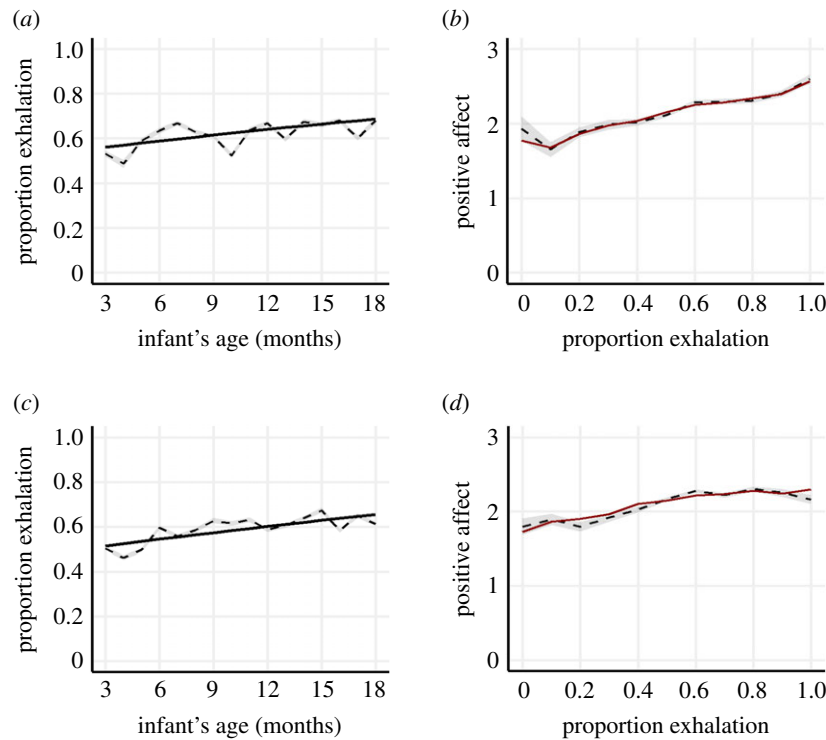 (a)
1.0
0.8
0.6
0.4
0.2
0
proportion exhalation
3 6 9 12 15 18
infant's age (months)
(b)
3
2
1
0
positive affect
0 0.2 0.4 0.6 0.8 1.0
proportion exhalation
(c)
1.0
0.8
0.6
0.4
0.2
0
proportion exhalation
3 6 9 12 15 18
infant's age (months)
(d)
3
2
1
0
positive affect
0 0.2 0.4 0.6 0.8 1.0
proportion exhalation